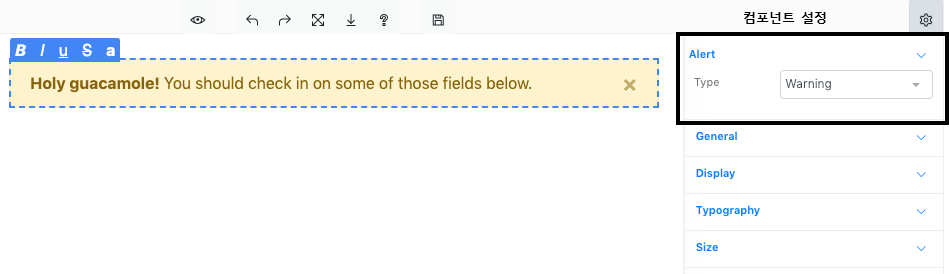 컴포넌트 설정
B I u S a
Holy guacamole! You should check in on some of those fields below. ×
Alert
Type Warning
General
Display
Typography
Size